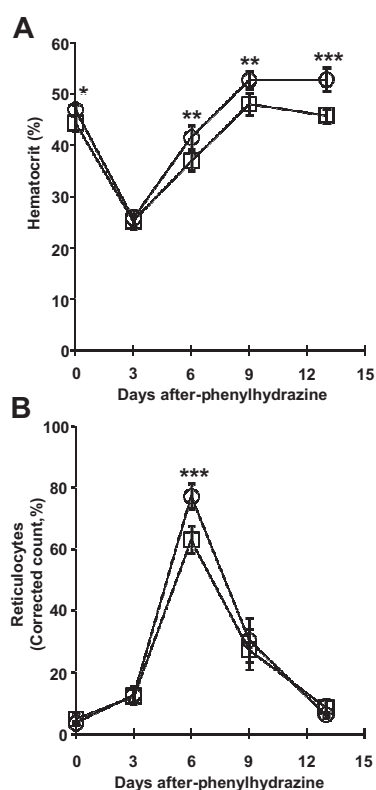 A
60
50
40
30
20
10
0
Hematocrit (%)
*
**
**
***
0 3 6 9 12 15
Days after-phenylhydrazine
B
100
80
60
40
20
0
Reticulocytes
(Corrected count,%)
***
0 3 6 9 12 15
Days after-phenylhydrazine